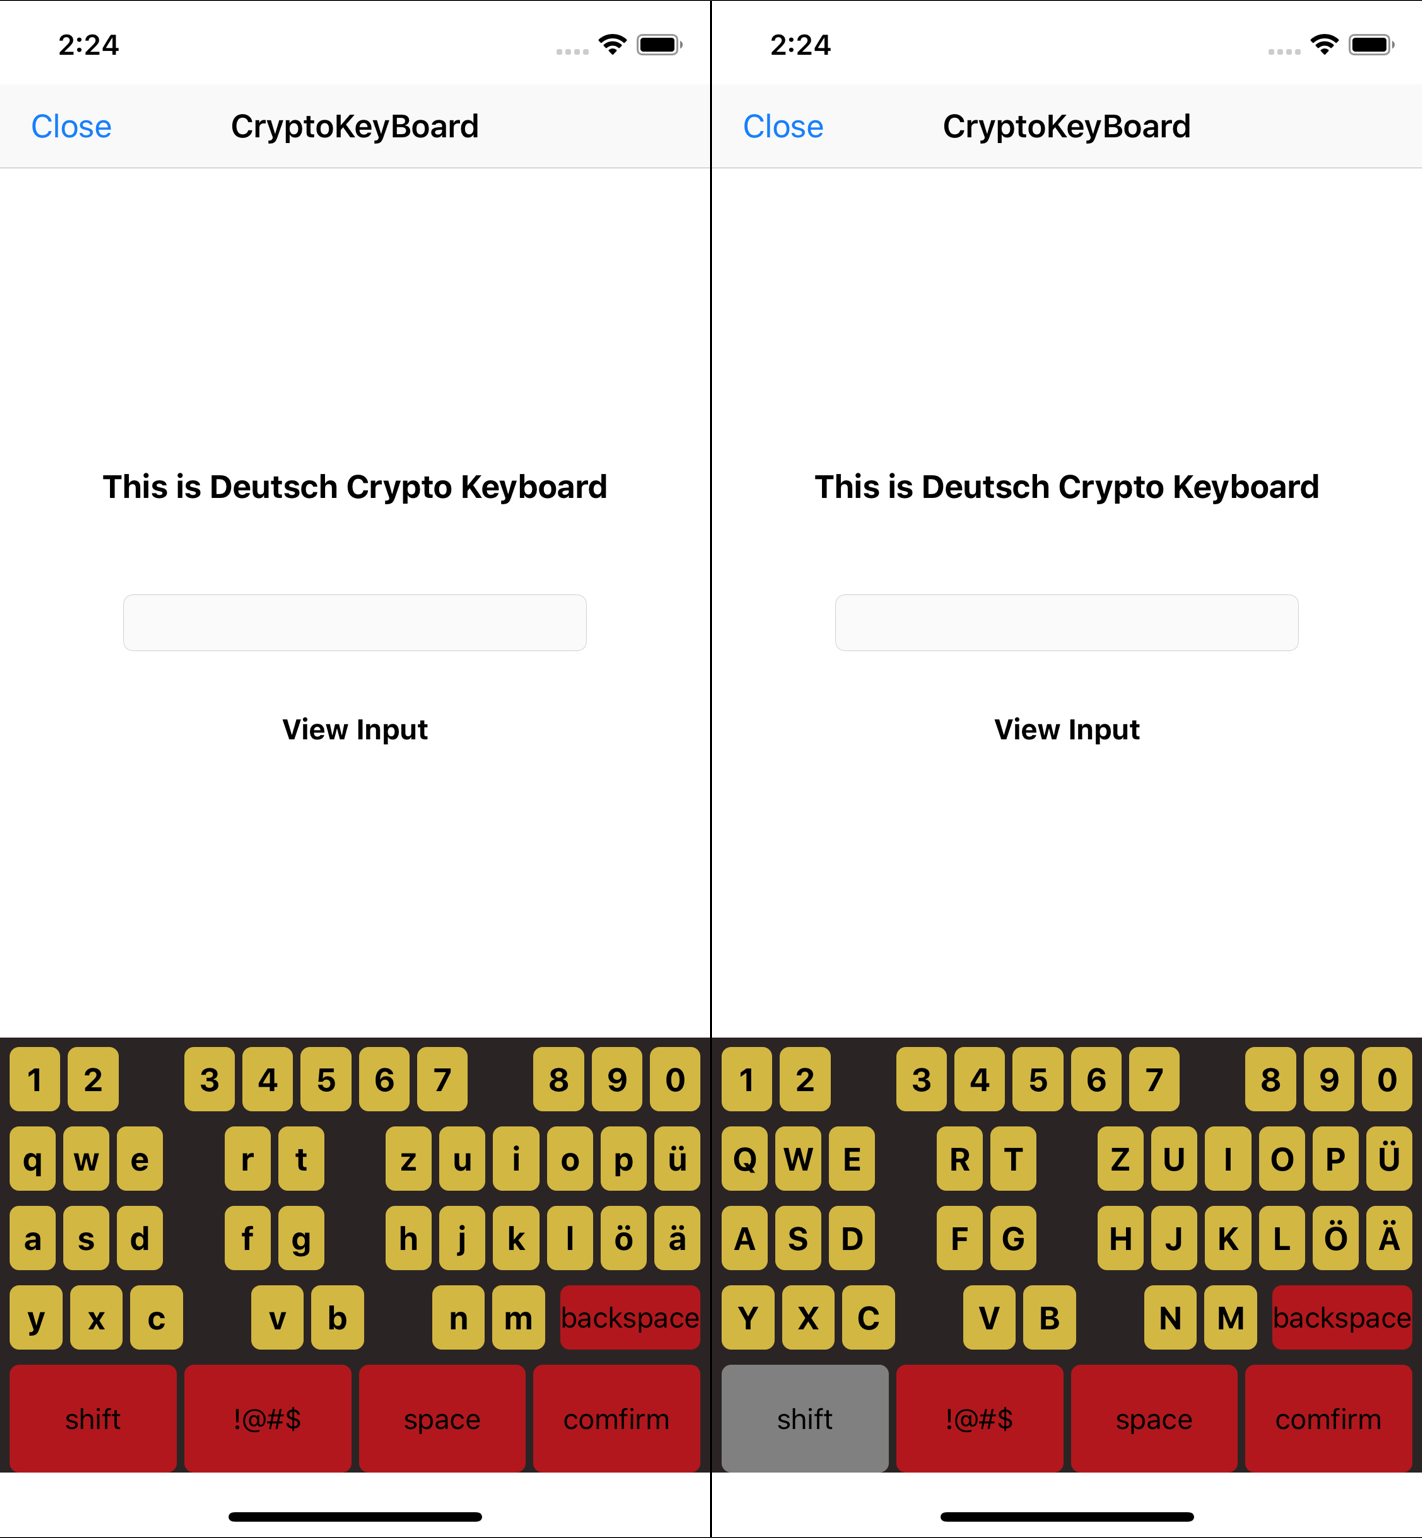 2:24
Close CryptoKeyBoard
This is Deutsch Crypto Keyboard
View Input
1 2 3 4 5 6 7 8 9 0
q w e r t z u i o p ü
a s d f g h j k l ö ä
y x c v b n m backspace
shift !@#$ space comfirm
2:24
Close CryptoKeyBoard
This is Deutsch Crypto Keyboard
View Input
1 2 3 4 5 6 7 8 9 0
Q W E R T Z U I O P Ü
A S D F G H J K L Ö Ä
Y X C V B N M backspace
shift !@#$ space comfirm